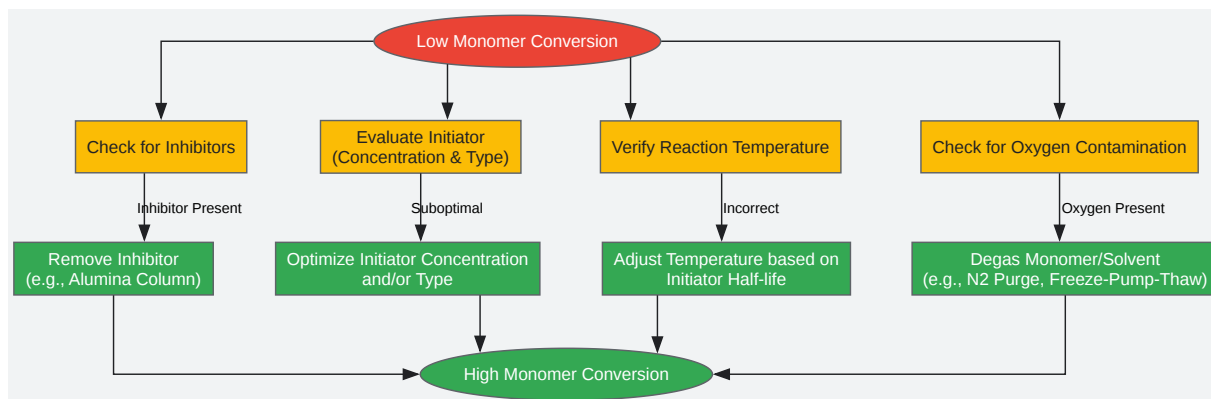 Low Monomer Conversion
Check for Inhibitors
Evaluate Initiator
(Concentration & Type)
Verify Reaction Temperature
Check for Oxygen Contamination
Inhibitor Present
Suboptimal
Incorrect
Oxygen Present
Remove Inhibitor
(e.g., Alumina Column)
Optimize Initiator Concentration
and/or Type
Adjust Temperature based on
Initiator Half-life
Degas Monomer/Solvent
(e.g., N2 Purge, Freeze-Pump-Thaw)
High Monomer Conversion